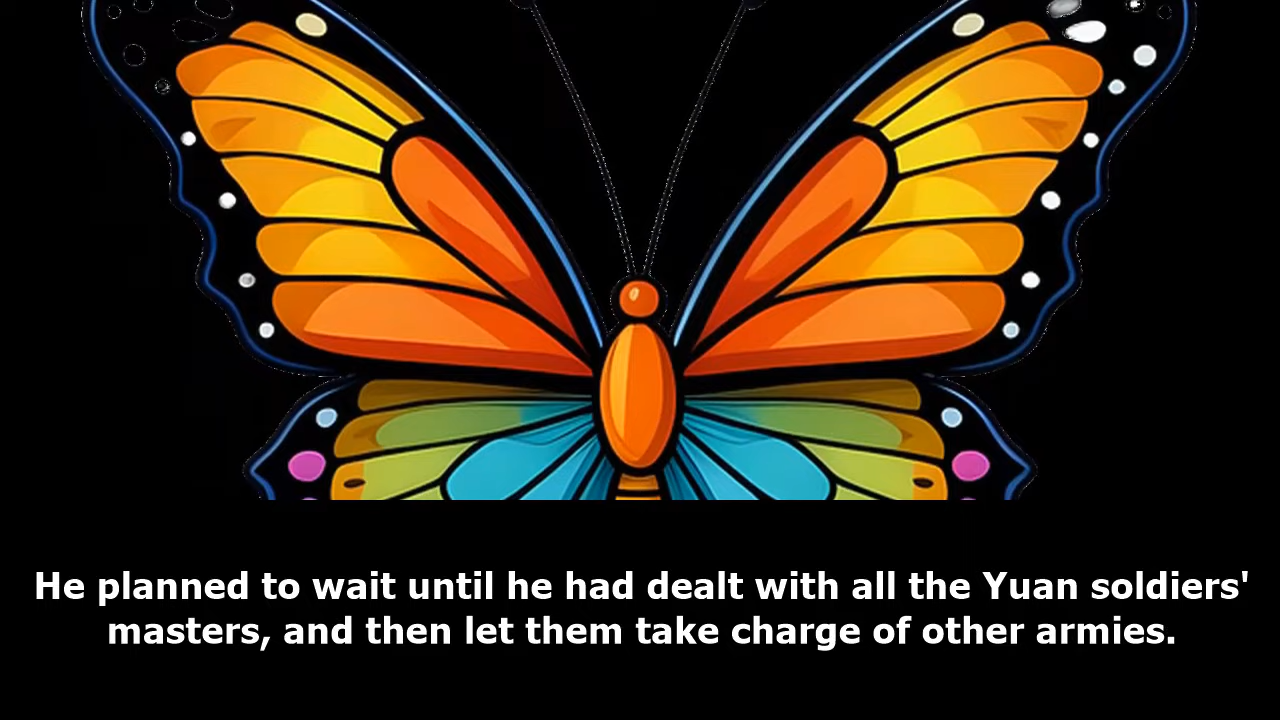 He planned to wait until he had dealt with all the Yuan soldiers'
masters, and then let them take charge of other armies.